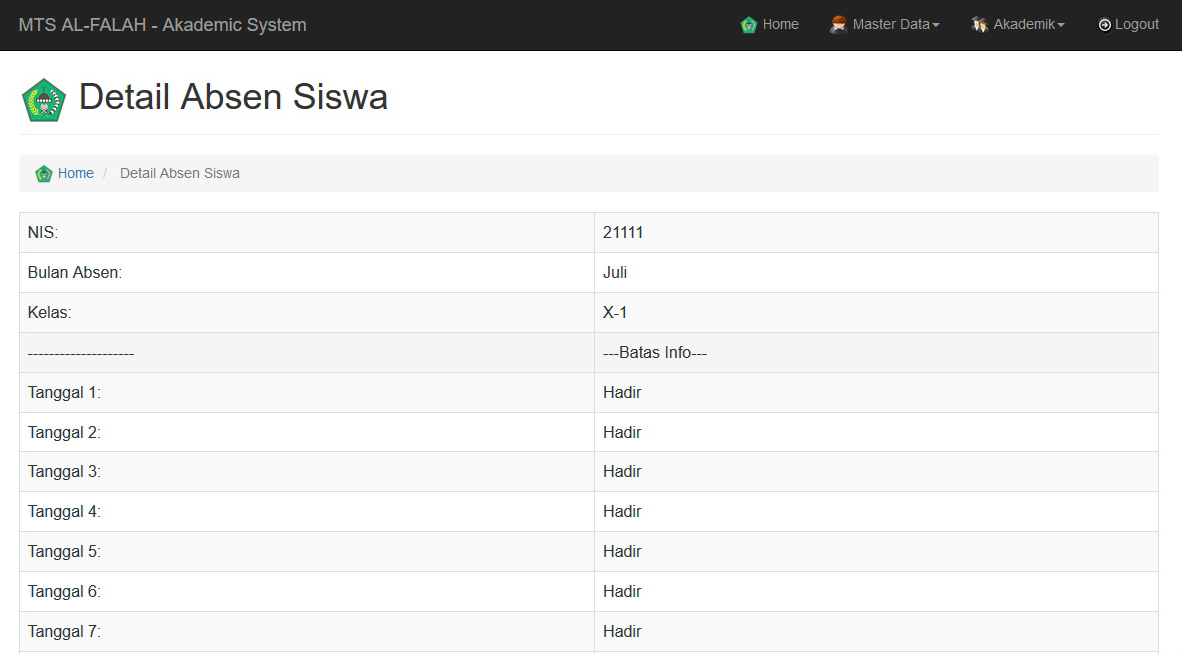 MTS AL-FALAH - Akademic System Home Master Data Akademik Logout
Detail Absen Siswa
Home / Detail Absen Siswa
NIS: 21111
Bulan Absen: Juli
Kelas: X-1
-------------------- ---Batas Info---
Tanggal 1: Hadir
Tanggal 2: Hadir
Tanggal 3: Hadir
Tanggal 4: Hadir
Tanggal 5: Hadir
Tanggal 6: Hadir
Tanggal 7: Hadir